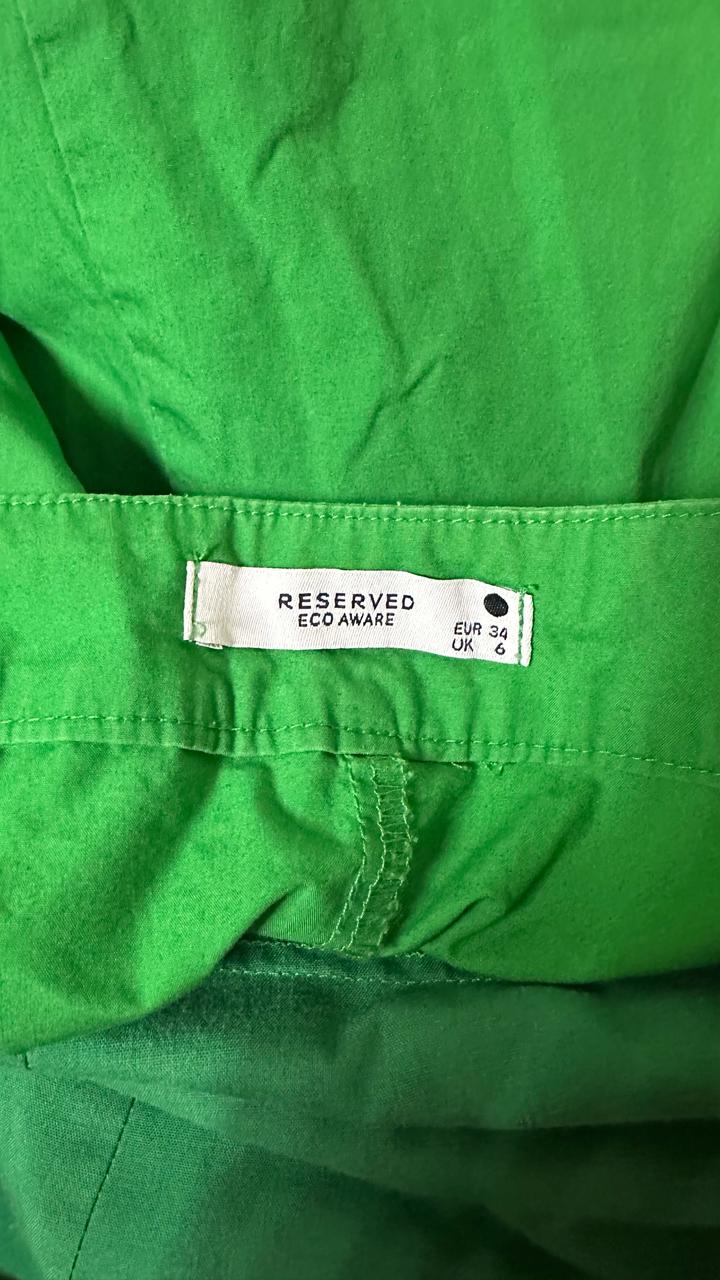 RESERVED
ECO AWARE
EUR 34
UK 6